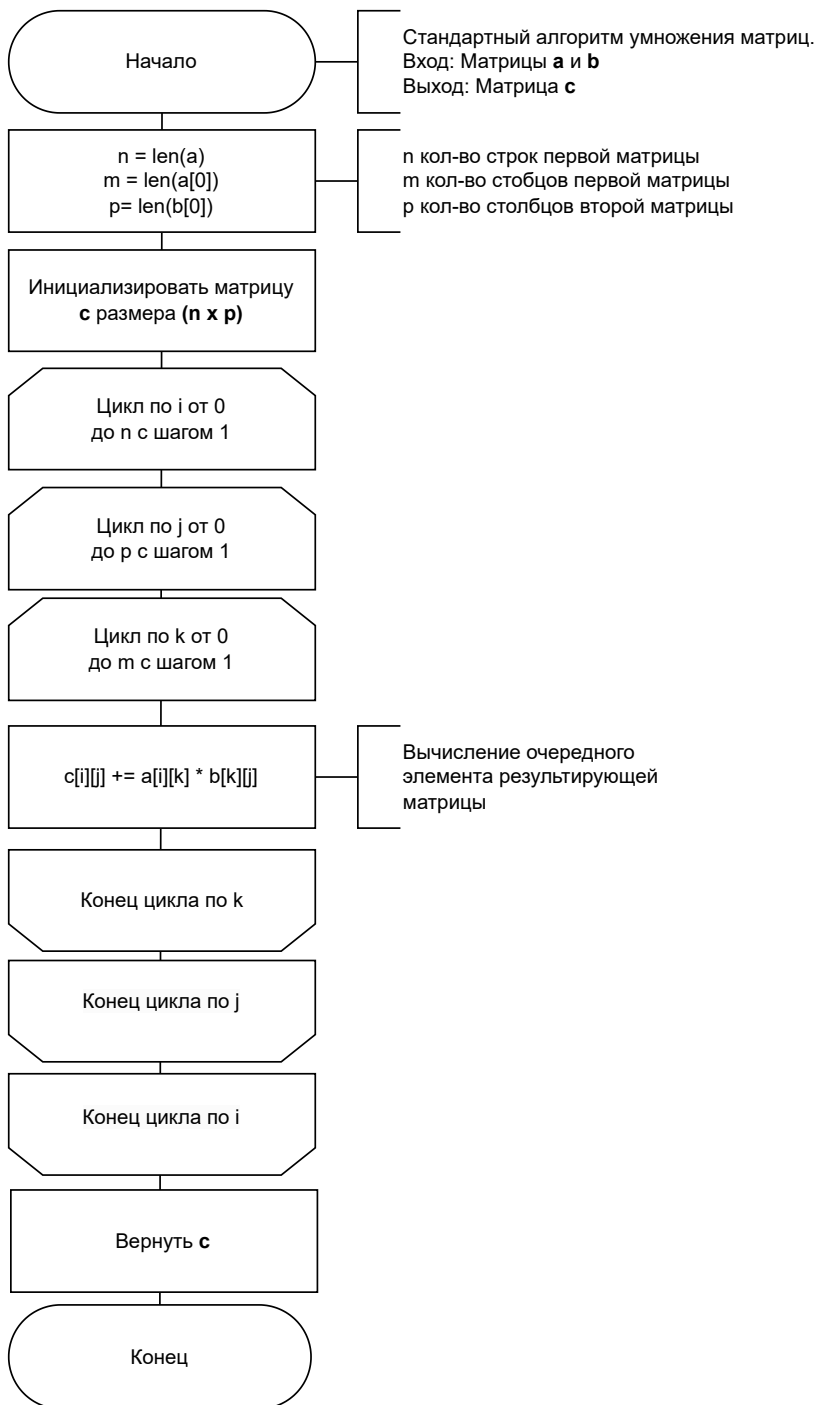 Начало
Стандартный алгоритм умножения матриц.
Вход: Матрицы a и b
Выход: Матрица c
n = len(a)
m = len(a[0])
p= len(b[0])
n кол-во строк первой матрицы
m кол-во стобцов первой матрицы
p кол-во столбцов второй матрицы
Инициализировать матрицу
c размера (n x p)
Цикл по i от 0
до n с шагом 1
Цикл по j от 0
до p с шагом 1
Цикл по k от 0
до m с шагом 1
c[i][j] += a[i][k] * b[k][j]
Вычисление очередного
элемента результирующей
матрицы
Конец цикла по k
Конец цикла по j
Конец цикла по i
Вернуть c
Конец